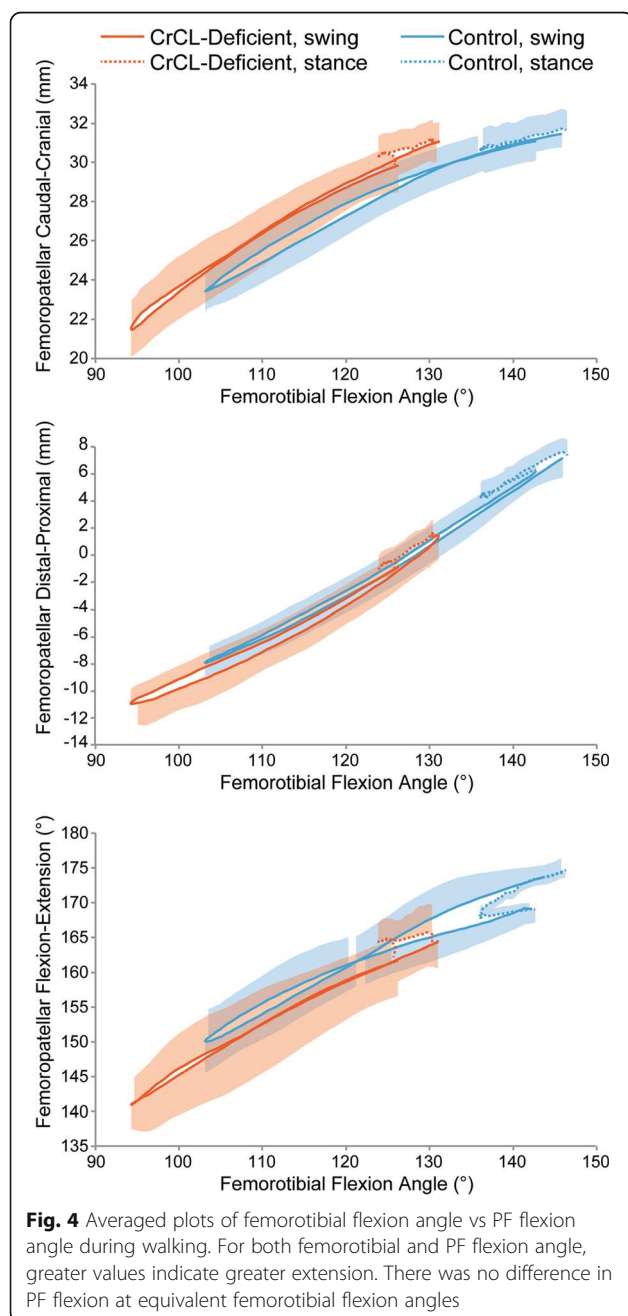 CrCL-Deficient, swing Control, swing
CrCL-Deficient, stance Control, stance
Femoropatellar Caudal-Cranial (mm)
34
32
30
28
26
24
22
20
90 100 110 120 130 140 150
Femorotibial Flexion Angle (°)
Femoropatellar Distal-Proximal (mm)
8
6
4
2
0
-2
-4
-6
-8
-10
-12
-14
90 100 110 120 130 140 150
Femorotibial Flexion Angle (°)
Femoropatellar Flexion-Extension (°)
180
175
170
165
160
155
150
145
140
135
90 100 110 120 130 140 150
Femorotibial Flexion Angle (°)
Fig. 4 Averaged plots of femorotibial flexion angle vs PF flexion
angle during walking. For both femorotibial and PF flexion angle,
greater values indicate greater extension. There was no difference in
PF flexion at equivalent femorotibial flexion angles